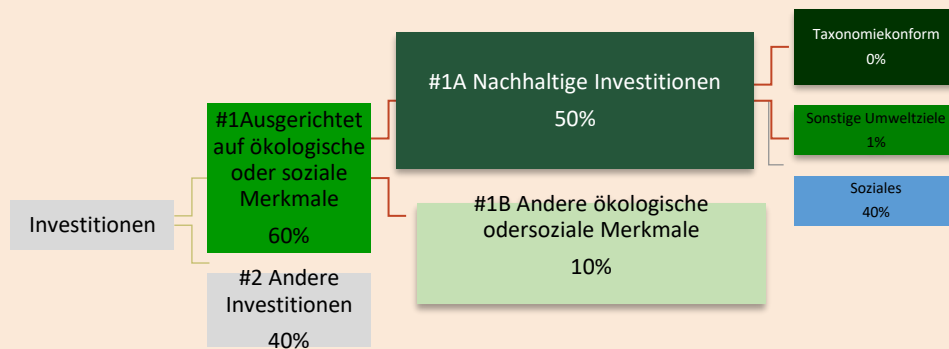 Investitionen
#1Ausgerichtet
auf ökologische
oder soziale
Merkmale
60%
#2 Andere
Investitionen
40%
#1A Nachhaltige Investitionen
50%
#1B Andere ökologische
odersoziale Merkmale
10%
Taxonomiekonform
0%
Sonstige Umweltziele
1%
Soziales
40%